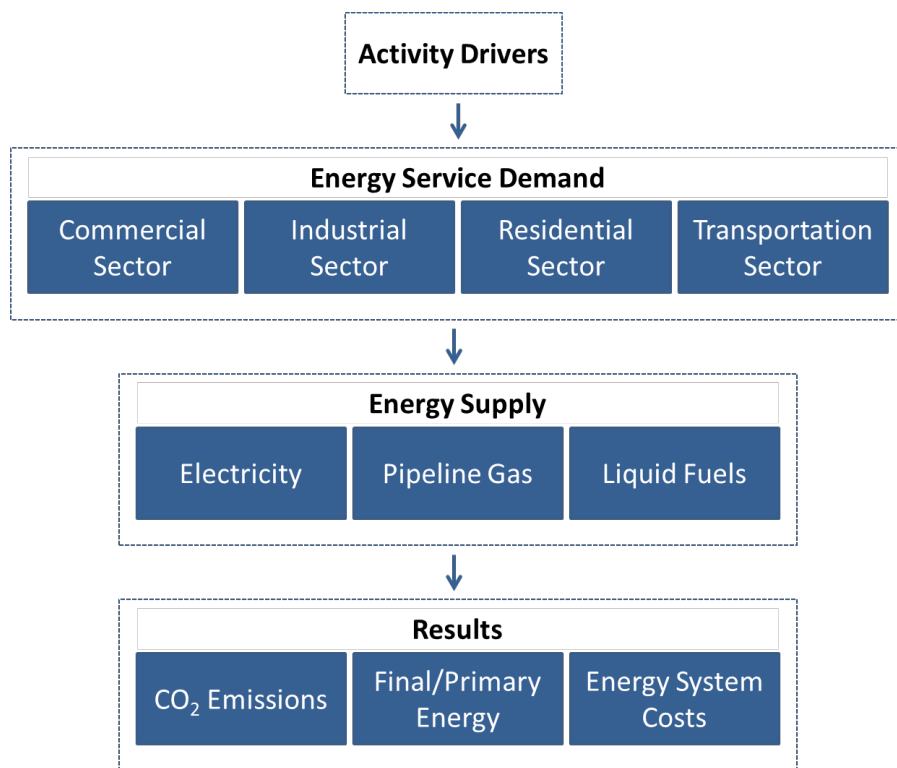 Activity Drivers
Energy Service Demand
Commercial
Sector
Industrial
Sector
Residential
Sector
Transportation
Sector
Energy Supply
Electricity
Pipeline Gas
Liquid Fuels
Results
CO₂ Emissions
Final/Primary
Energy
Energy System
Costs